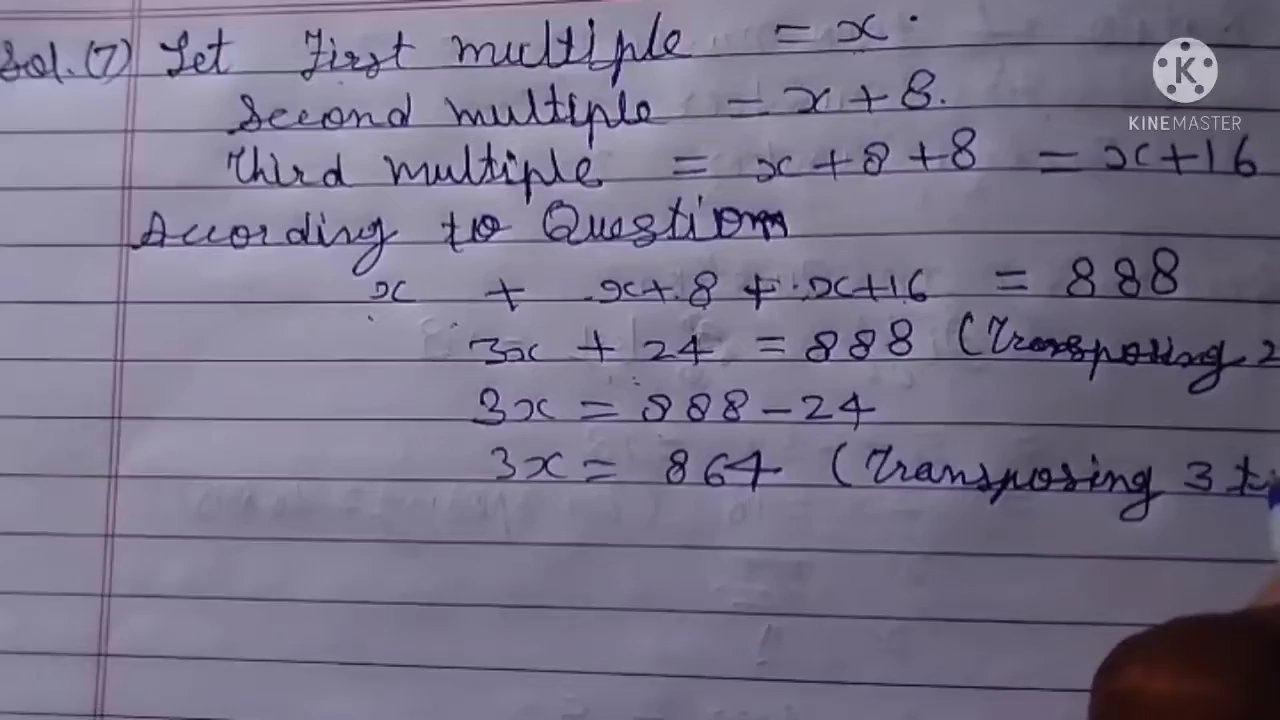 Sol. (7) Let First multiple = x.
Second multiple = x + 8.
Third multiple = x + 8 + 8 = x + 16
According to Question
x + x + 8 + x + 16 = 888
3x + 24 = 888 (Transposing 2
3x = 888 - 24
3x = 864 (Transposing 3 t
K
KINEMASTER